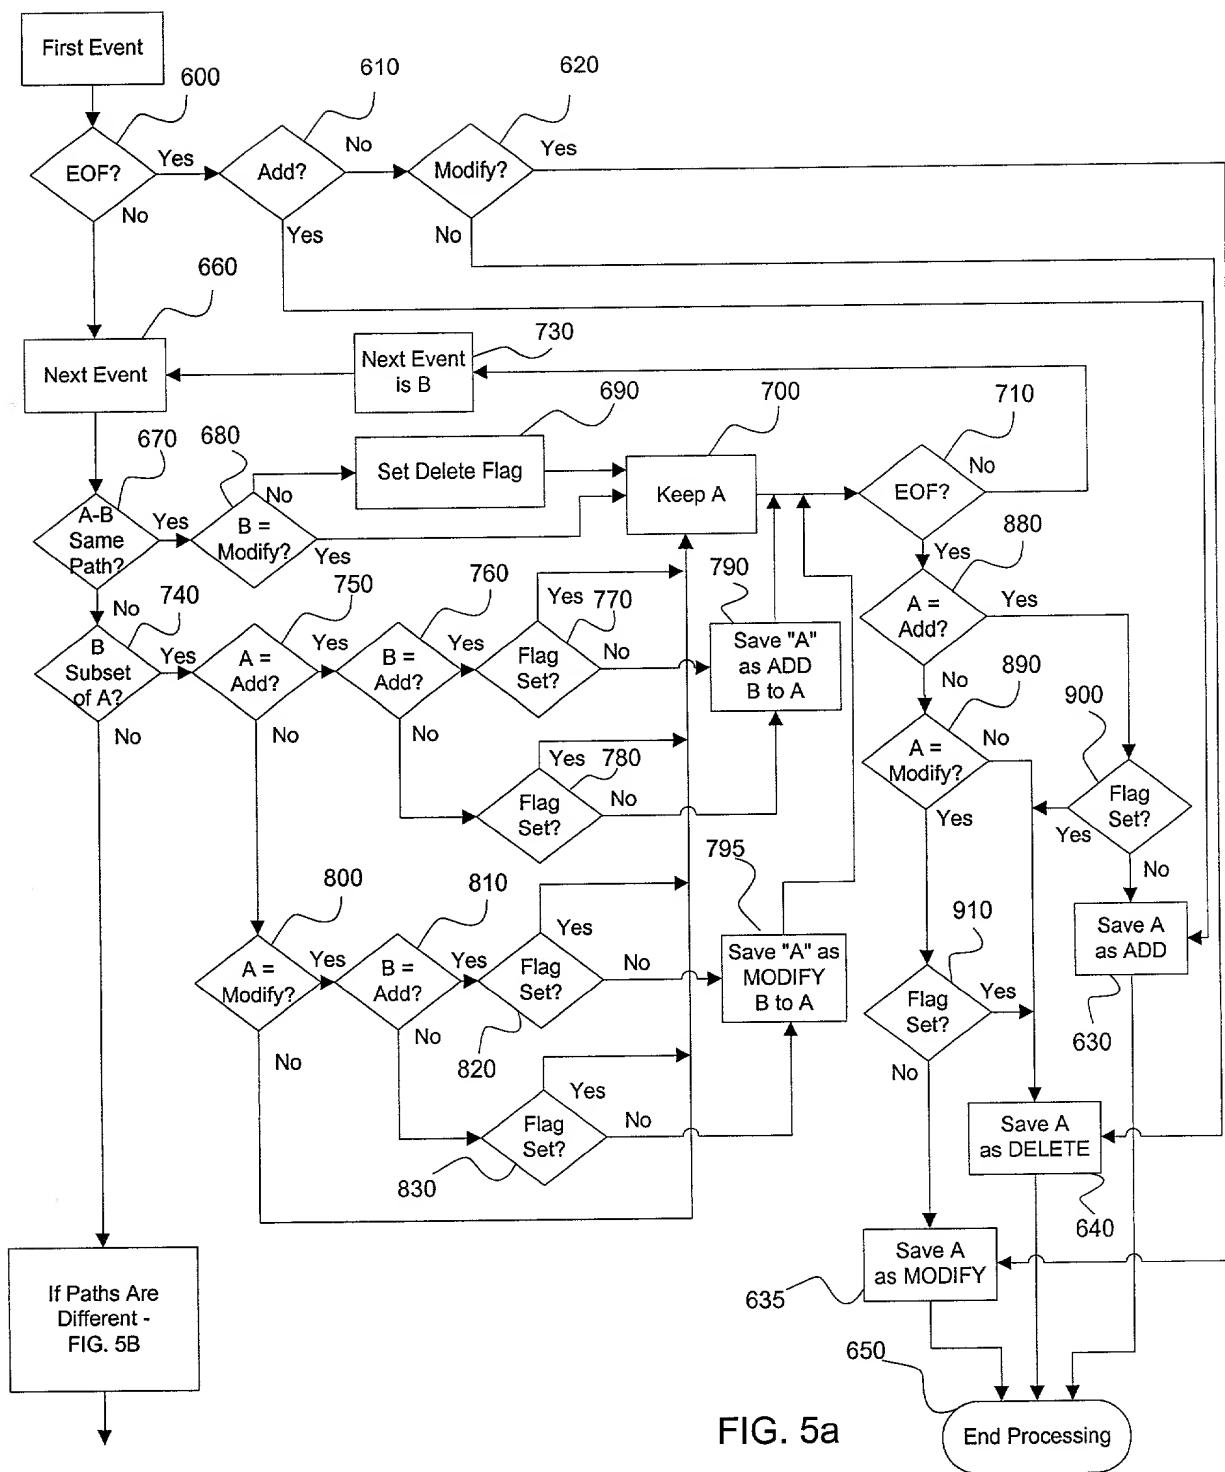 First Event
600
610
620
EOF?
Yes
Add?
No
Modify?
Yes
No
Yes
No
660
730
Next Event
Next Event
is B
690
700
710
670
680
Set Delete Flag
Keep A
EOF?
No
No
A-B
Same
Path?
Yes
B =
Modify?
Yes
Yes
880
No
740
750
760
Yes
770
790
A =
Add?
Yes
B
Subset
of A?
Yes
A =
Add?
Yes
B =
Add?
Yes
Flag
Set?
No
Save "A"
as ADD
B to A
No
890
900
No
No
No
Yes
780
A =
Modify?
No
Flag
Set?
No
Flag
Set?
Yes
Yes
795
No
800
810
910
Save A
as ADD
Yes
A =
Modify?
Yes
B =
Add?
Yes
Flag
Set?
No
Save "A" as
MODIFY
B to A
Flag
Set?
Yes
630
No
No
820
No
Yes
Flag
Set?
No
Save A
as DELETE
830
640
If Paths Are
Different -
FIG. 5B
Save A
as MODIFY
635
650
FIG. 5a
End Processing